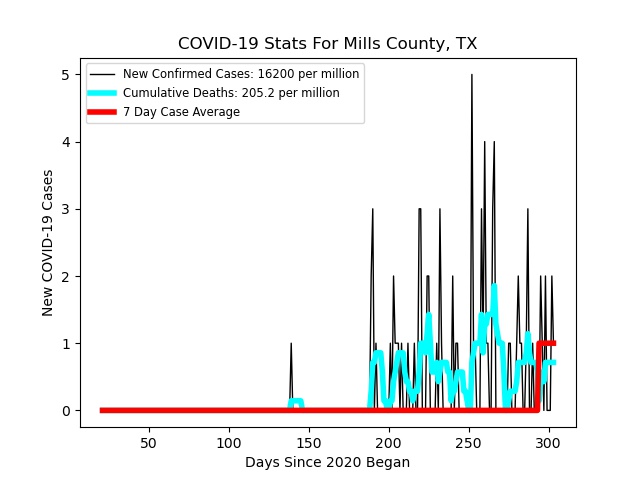 COVID-19 Stats For Mills County, TX
New Confirmed Cases: 16200 per million
Cumulative Deaths: 205.2 per million
7 Day Case Average
New COVID-19 Cases
5
4
3
2
1
0
50 100 150 200 250 300
Days Since 2020 Began